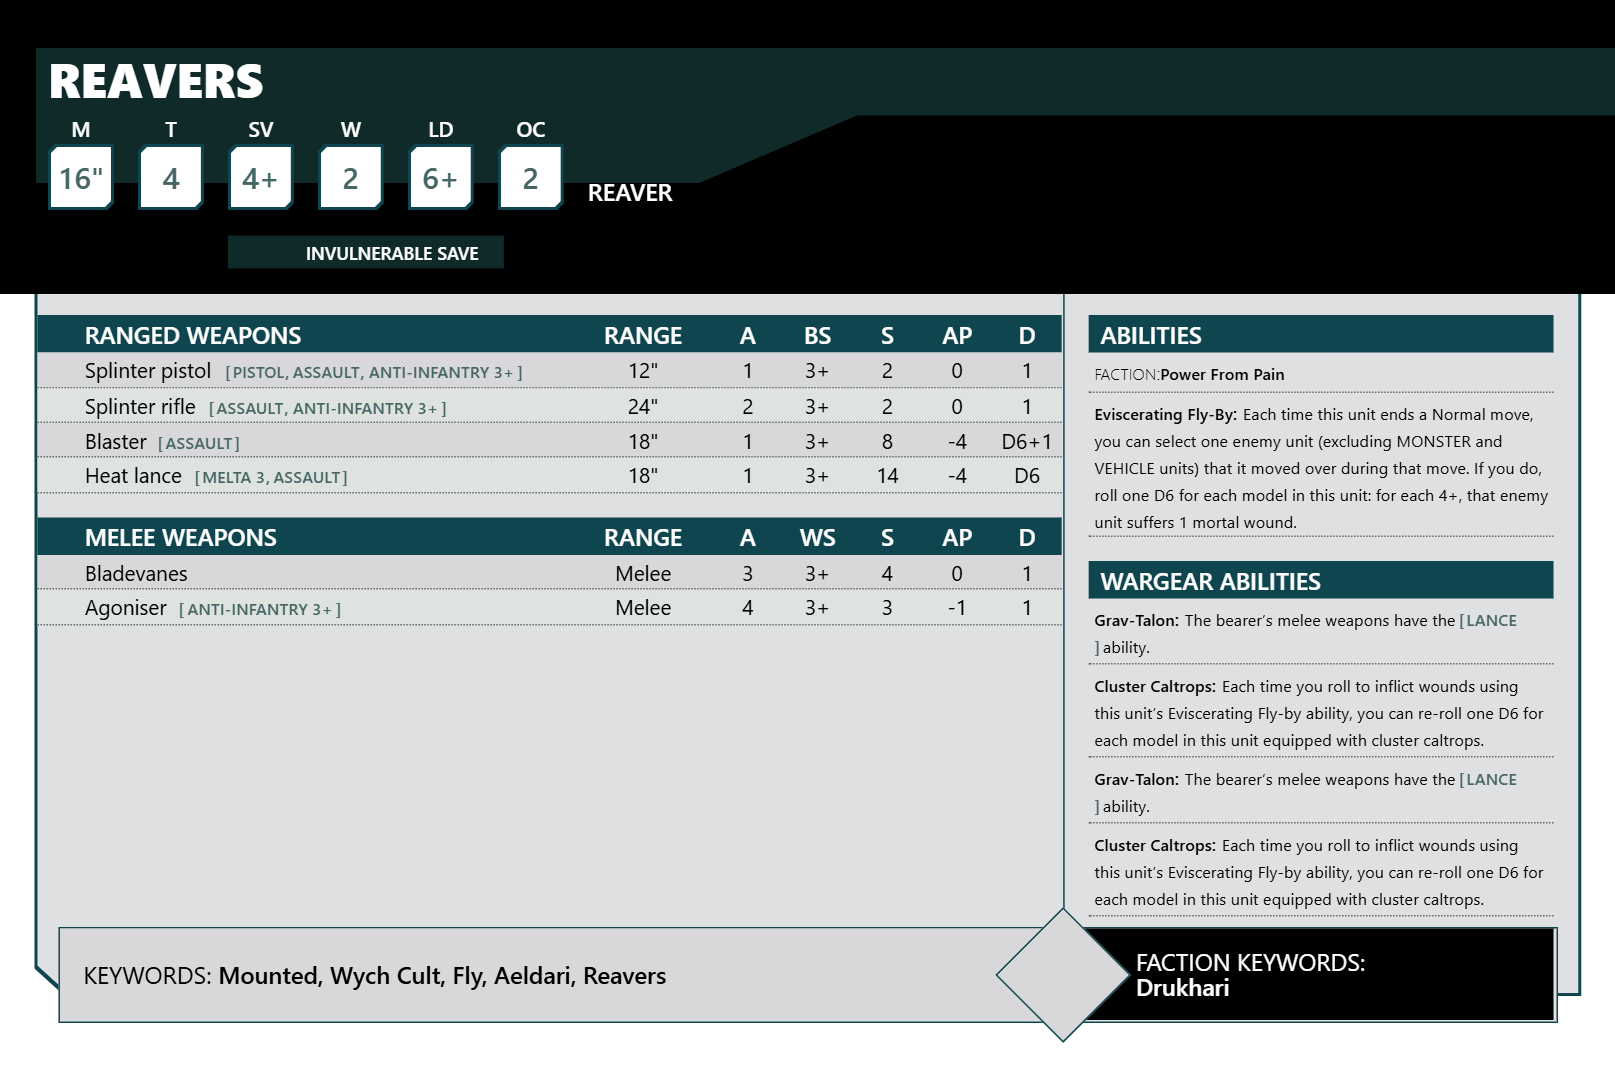 REAVERS
M T SV W LD OC
16" 4 4+ 2 6+ 2 REAVER
INVULNERABLE SAVE
RANGED WEAPONS RANGE A BS S AP D
Splinter pistol [PISTOL, ASSAULT, ANTI-INFANTRY 3+] 12" 1 3+ 2 0 1
Splinter rifle [ASSAULT, ANTI-INFANTRY 3+] 24" 2 3+ 2 0 1
Blaster [ASSAULT] 18" 1 3+ 8 -4 D6+1
Heat lance [MELTA 3, ASSAULT] 18" 1 3+ 14 -4 D6
MELEE WEAPONS RANGE A WS S AP D
Bladevanes Melee 3 3+ 4 0 1
Agoniser [ANTI-INFANTRY 3+] Melee 4 3+ 3 -1 1
ABILITIES
FACTION:Power From Pain
Eviscerating Fly-By: Each time this unit ends a Normal move,
you can select one enemy unit (excluding MONSTER and
VEHICLE units) that it moved over during that move. If you do,
roll one D6 for each model in this unit: for each 4+, that enemy
unit suffers 1 mortal wound.
WARGEAR ABILITIES
Grav-Talon: The bearer's melee weapons have the [LANCE
] ability.
Cluster Caltrops: Each time you roll to inflict wounds using
this unit's Eviscerating Fly-by ability, you can re-roll one D6 for
each model in this unit equipped with cluster caltrops.
Grav-Talon: The bearer's melee weapons have the [LANCE
] ability.
Cluster Caltrops: Each time you roll to inflict wounds using
this unit's Eviscerating Fly-by ability, you can re-roll one D6 for
each model in this unit equipped with cluster caltrops.
KEYWORDS: Mounted, Wych Cult, Fly, Aeldari, Reavers
FACTION KEYWORDS:
Drukhari